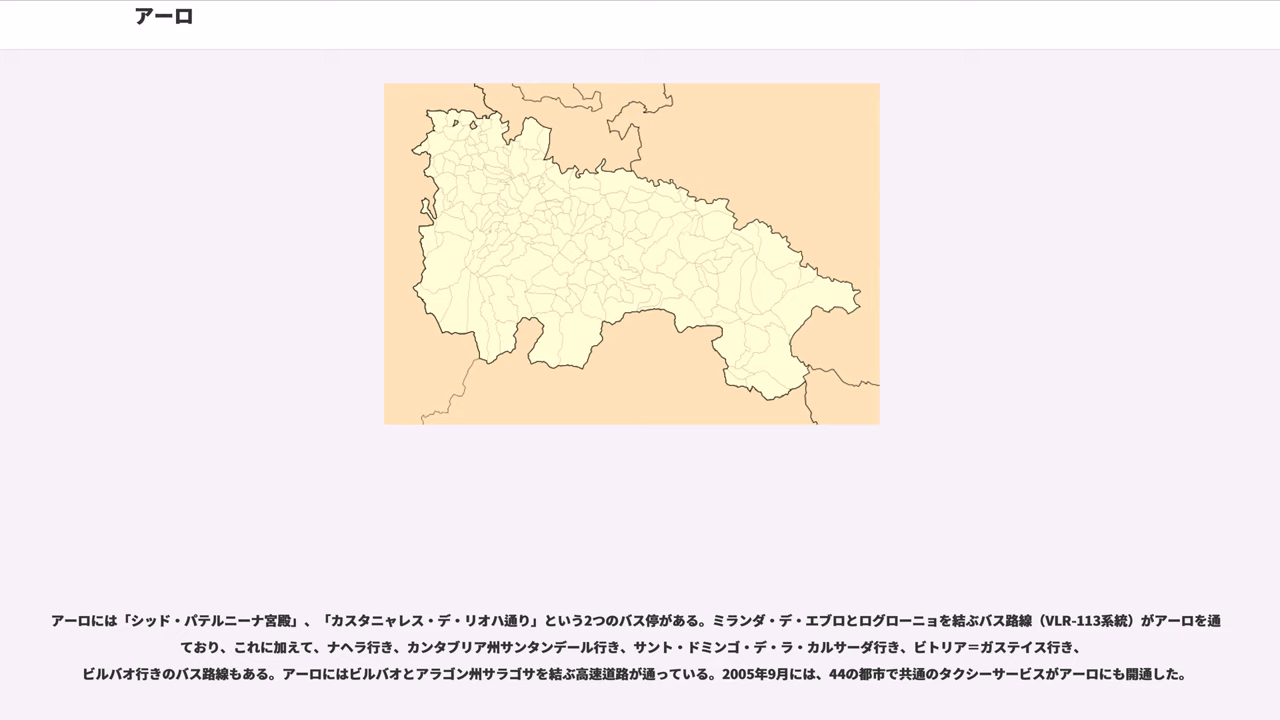 アーロ
アーロには「シッド・パテルニーナ宮殿」、「カスタニャレス・デ・リオハ通り」という2つのバス停がある。ミランダ・デ・エブロとログローニョを結ぶバス路線（VLR-113系統）がアーロを通
ており、これに加えて、ナヘラ行き、カンタブリア州サンタンデール行き、サント・ドミンゴ・デ・ラ・カルサーダ行き、ビトリア＝ガステイス行き、
ビルバオ行きのバス路線もある。アーロにはビルバオとアラゴン州サラゴサを結ぶ高速道路が通っている。2005年9月には、44の都市で共通のタクシーサービスがアーロにも開通した。